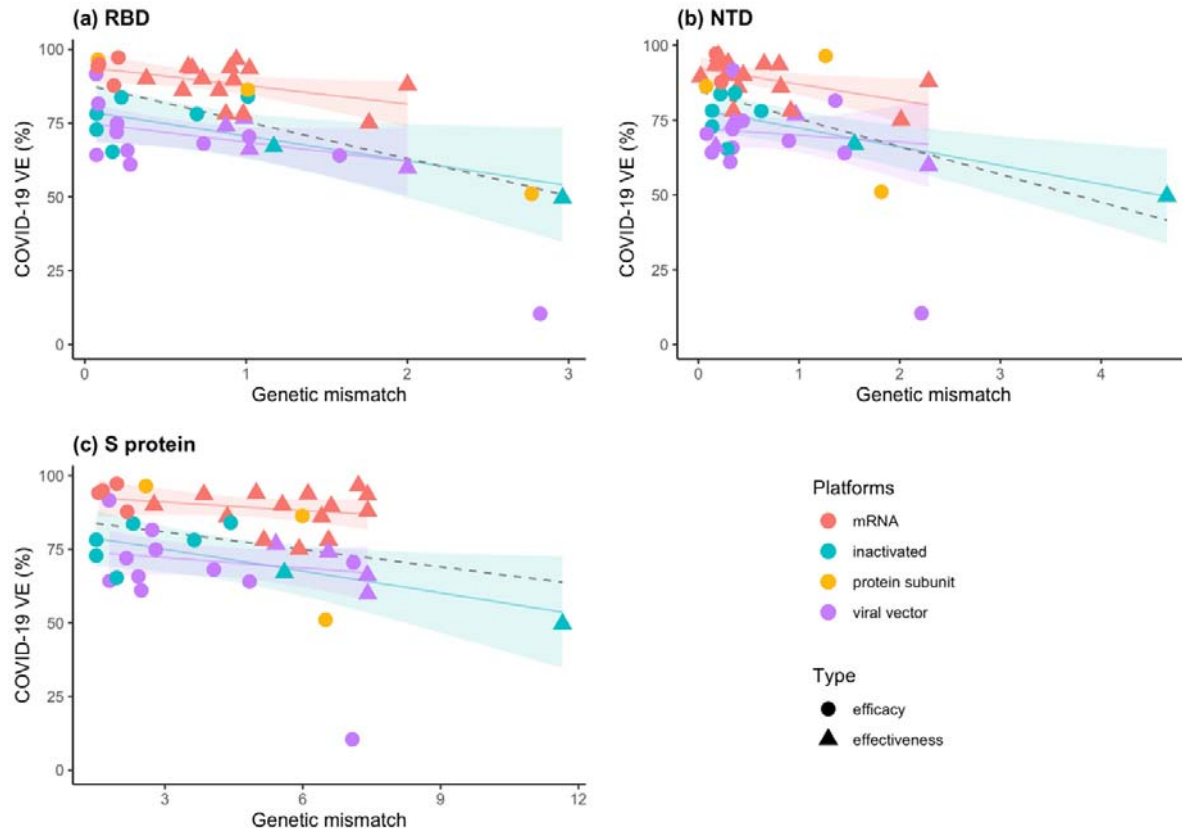 (a) RBD
(b) NTD
100
75
50
25
0
COVID-19 VE (%)
0
1
2
3
Genetic mismatch
100
75
50
25
0
COVID-19 VE (%)
0
1
2
3
4
Genetic mismatch
(c) S protein
100
75
50
25
0
COVID-19 VE (%)
3
6
9
12
Genetic mismatch
Platforms
mRNA
inactivated
protein subunit
viral vector
Type
efficacy
effectiveness